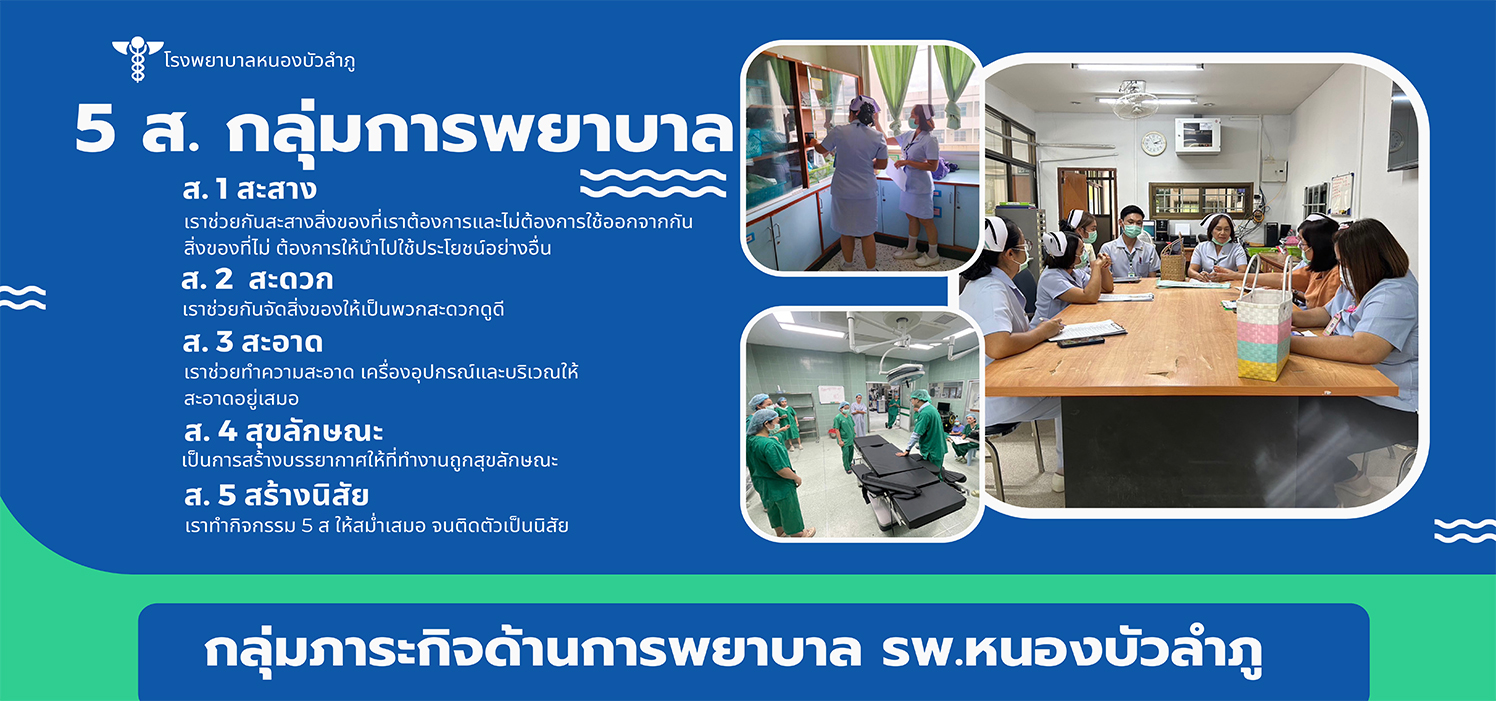 โรงพยาบาลหนองบัวลำภู
5 ส. กลุ่มการพยาบาล
ส. 1 สะสาง
เราช่วยกันสะสางสิ่งของที่เราต้องการและไม่ต้องการใช้ออกจากกัน
สิ่งของที่ไม่ ต้องการให้นำไปใช้ประโยชน์อย่างอื่น
ส. 2 สะดวก
เราช่วยกันจัดสิ่งของให้เป็นพวกสะดวกดูดี
ส. 3 สะอาด
เราช่วยทำความสะอาด เครื่องอุปกรณ์และบริเวณให้
สะอาดอยู่เสมอ
ส. 4 สุขลักษณะ
เป็นการสร้างบรรยากาศให้ที่ทำงานถูกสุขลักษณะ
ส. 5 สร้างนิสัย
เราทำกิจกรรม 5 ส ให้สม่ำเสมอ จนติดตัวเป็นนิสัย
กลุ่มภาระกิจด้านการพยาบาล รพ.หนองบัวลำภู